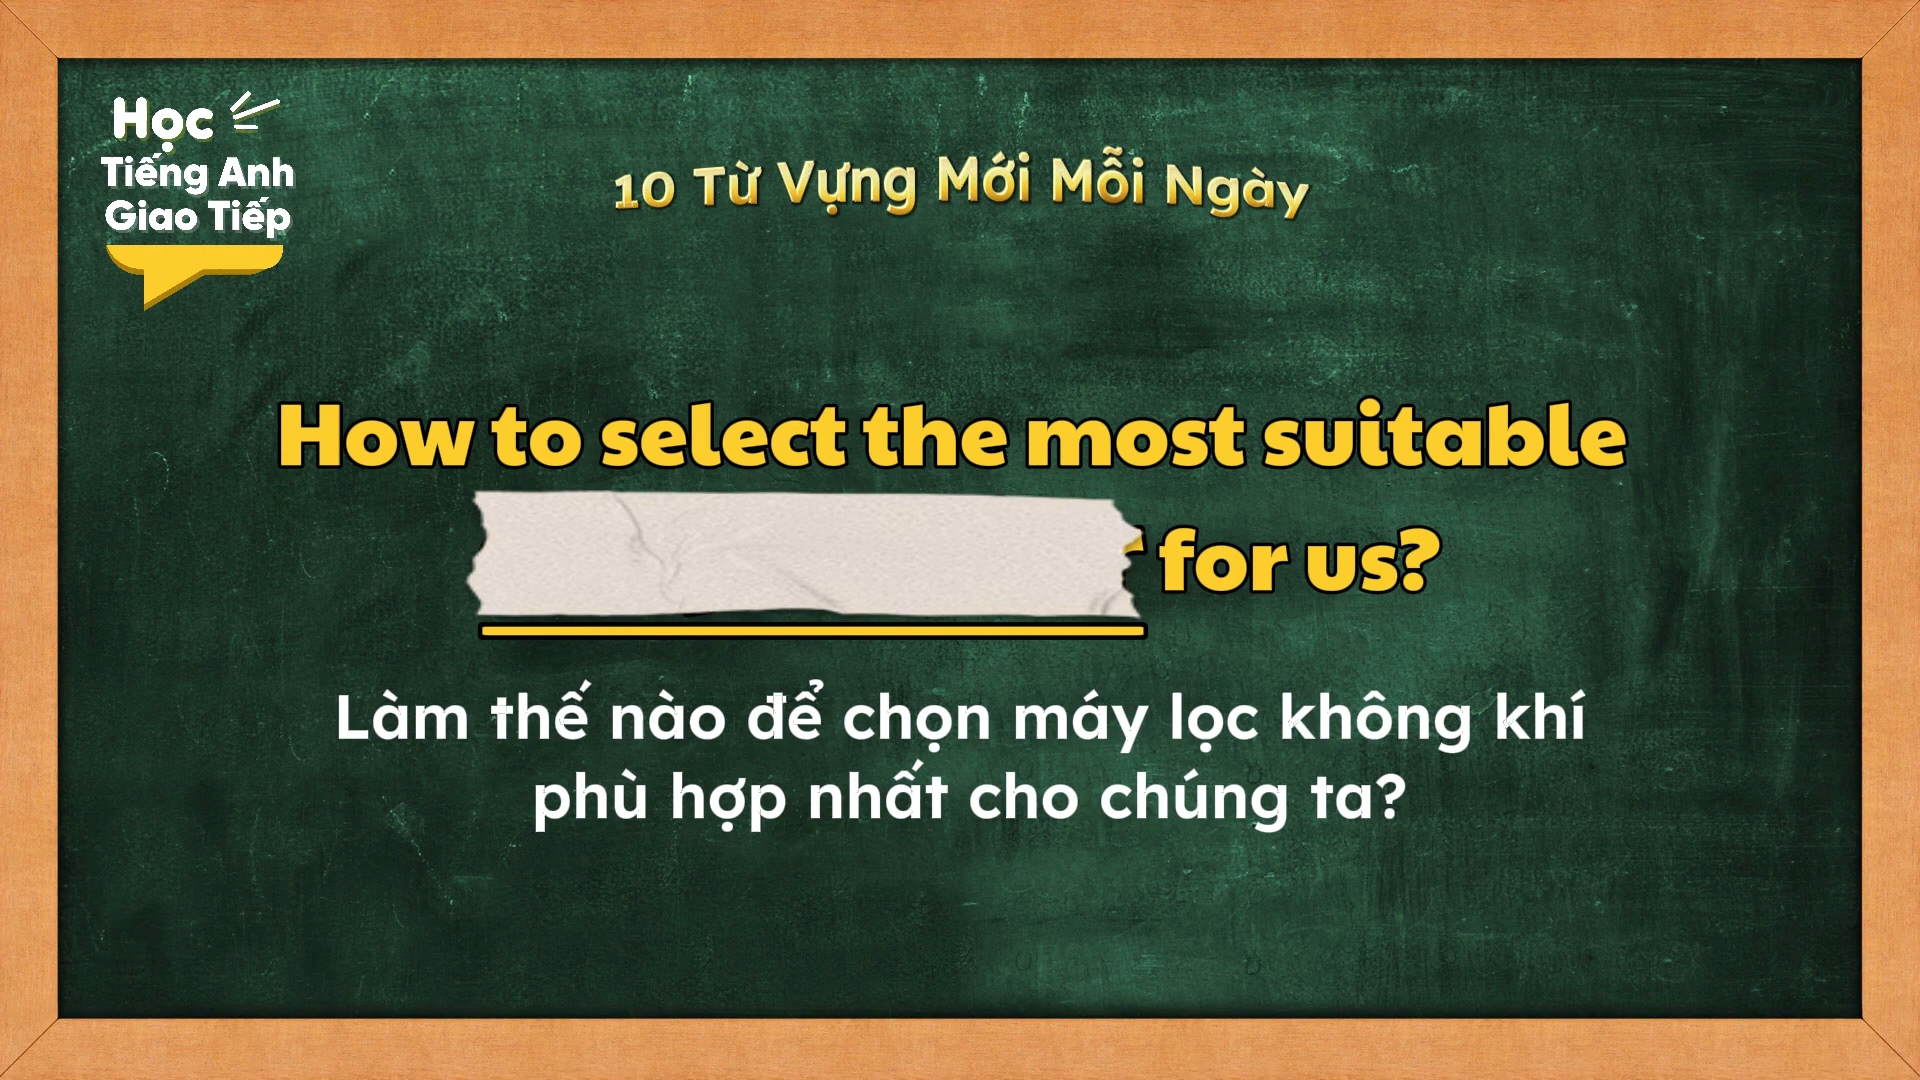 Học
Tiếng Anh
Giao Tiếp
10 Từ Vựng Mới Mỗi Ngày
How to select the most suitable
for us?
Làm thế nào để chọn máy lọc không khí
phù hợp nhất cho chúng ta?